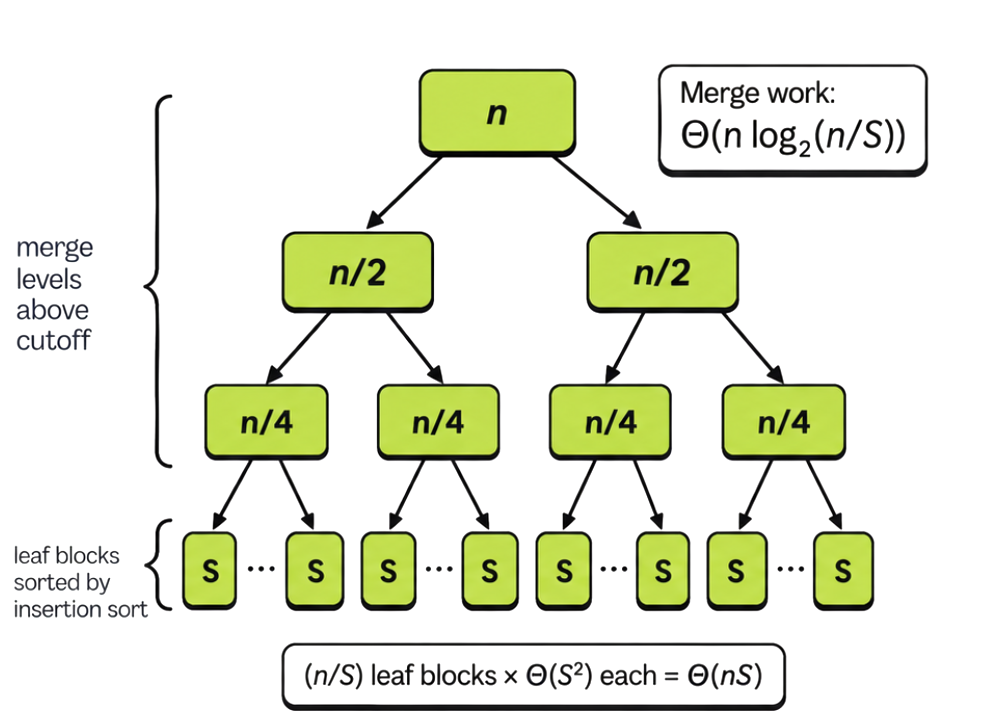 n
Merge work:
Θ(n log₂(n/S))
merge
levels
above
cutoff
n/2
n/2
n/4
n/4
n/4
n/4
leaf blocks
sorted by
insertion sort
S ... S
S ... S
S ... S
S ... S
(n/S) leaf blocks × Θ(S²) each = Θ(nS)